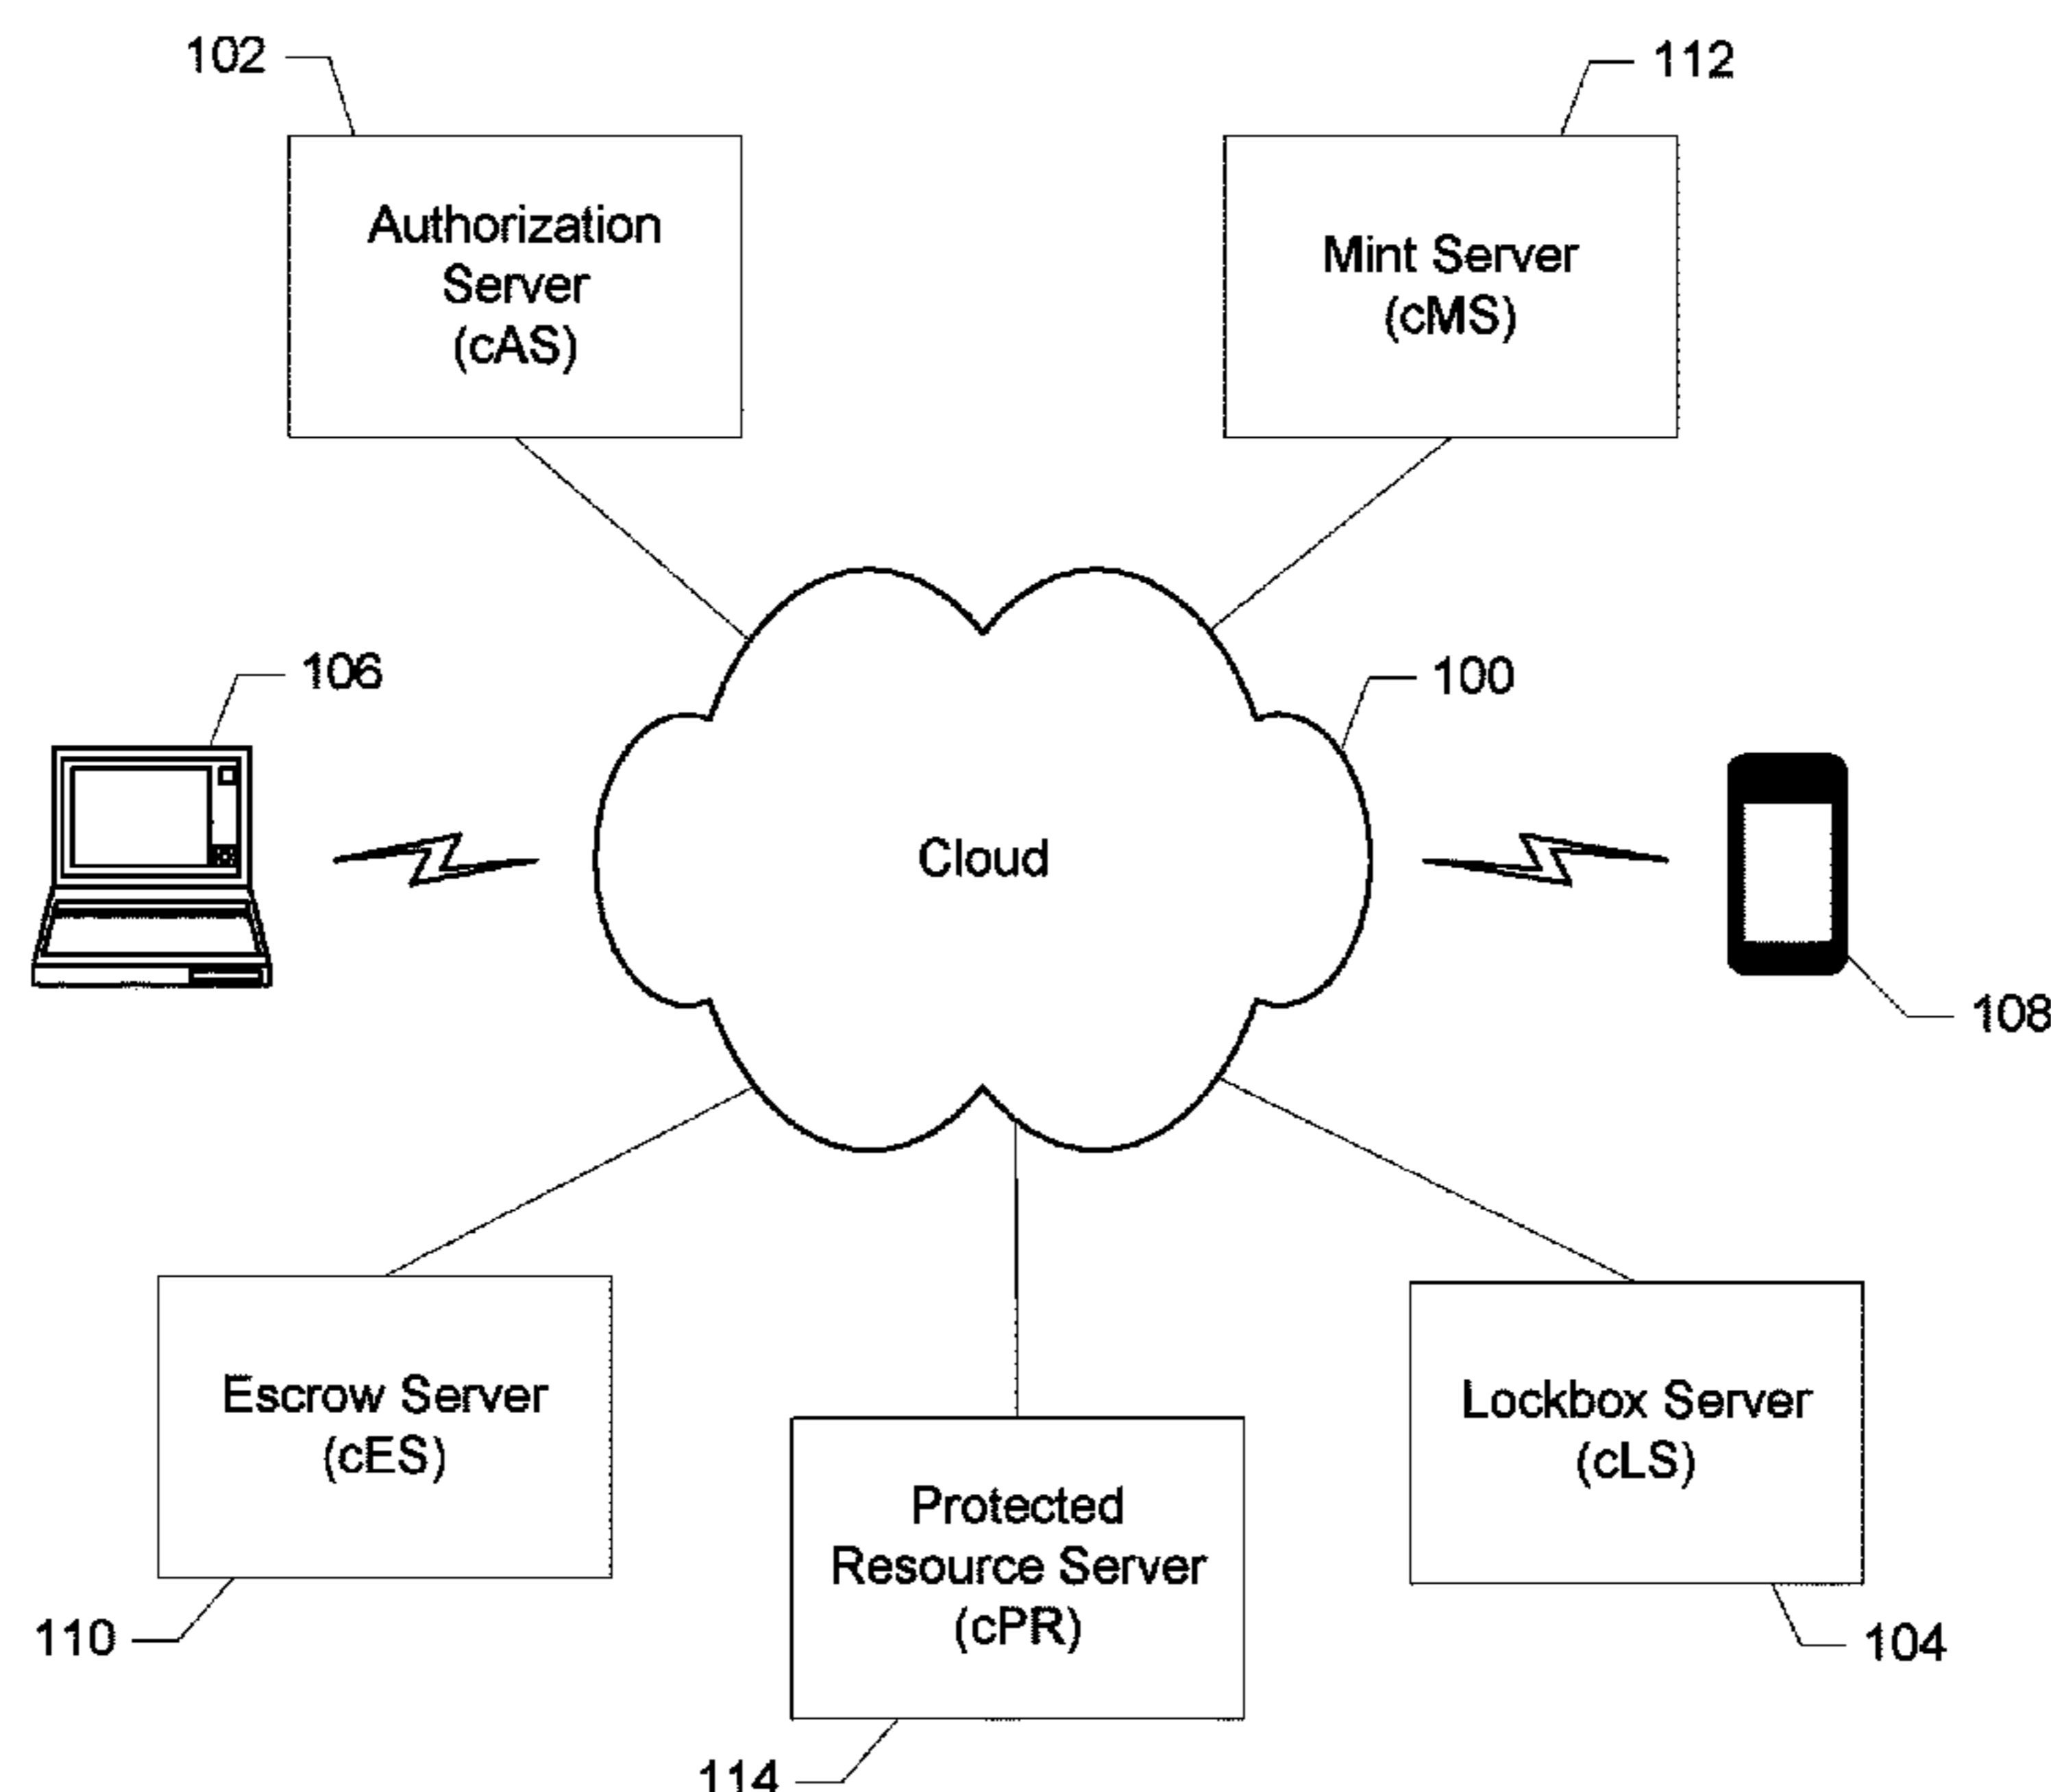 102
112
Authorization
Server
(cAS)
Mint Server
(cMS)
106
100
Cloud
108
Escrow Server
(cES)
Lockbox Server
(cLS)
Protected
Resource Server
(cPR)
110
104
114